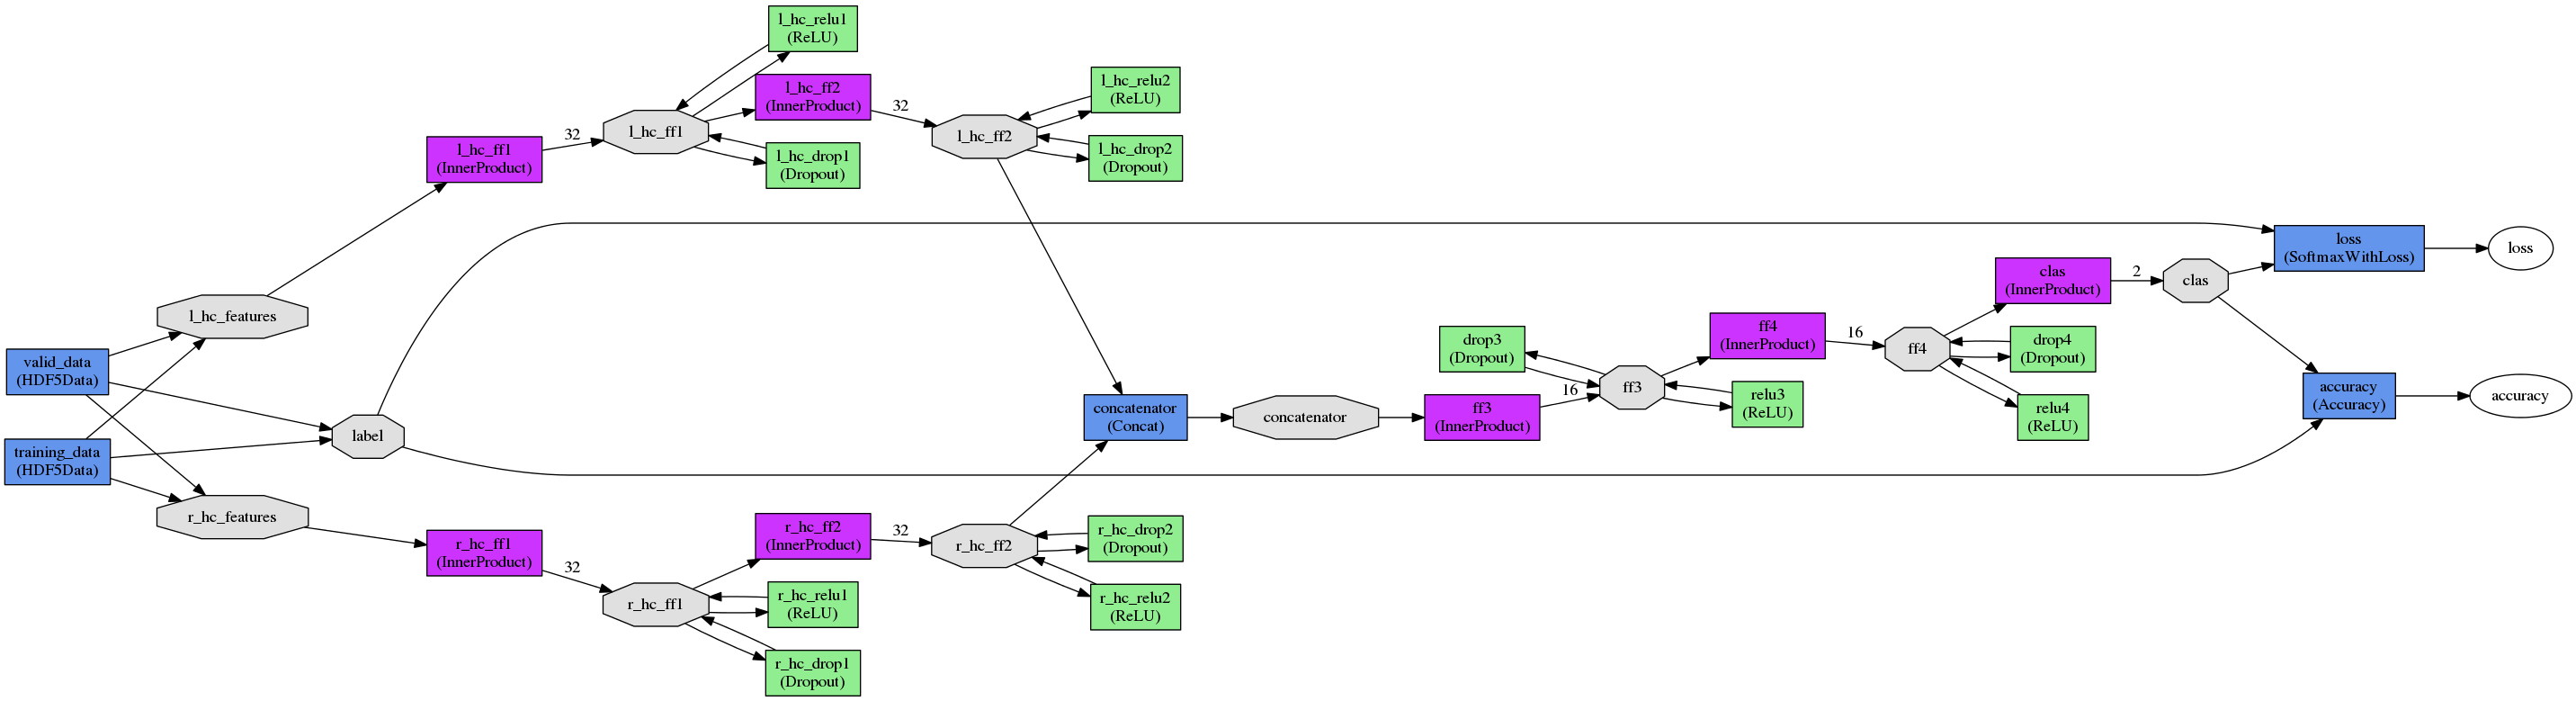 valid_data
(HDF5Data)
training_data
(HDF5Data)
l_hc_features
r_hc_features
label
l_hc_ff1
(InnerProduct)
32
l_hc_ff1
l_hc_relu1
(ReLU)
l_hc_ff2
(InnerProduct)
l_hc_drop1
(Dropout)
32
l_hc_ff2
l_hc_relu2
(ReLU)
l_hc_drop2
(Dropout)
r_hc_ff1
(InnerProduct)
32
r_hc_ff1
r_hc_ff2
(InnerProduct)
r_hc_relu1
(ReLU)
r_hc_drop1
(Dropout)
32
r_hc_ff2
r_hc_drop2
(Dropout)
r_hc_relu2
(ReLU)
concatenator
(Concat)
concatenator
ff3
(InnerProduct)
16
drop3
(Dropout)
ff3
ff4
(InnerProduct)
relu3
(ReLU)
16
ff4
clas
(InnerProduct)
drop4
(Dropout)
relu4
(ReLU)
2
clas
loss
(SoftmaxWithLoss)
loss
accuracy
(Accuracy)
accuracy